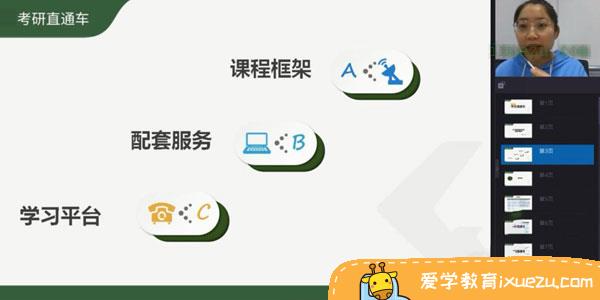 考研直通车
课程框架
A
配套服务
B
学习平台
C
第1页
第2页
第3页
第4页
第5页
第6页
第7页
爱学教育ixuezu.com